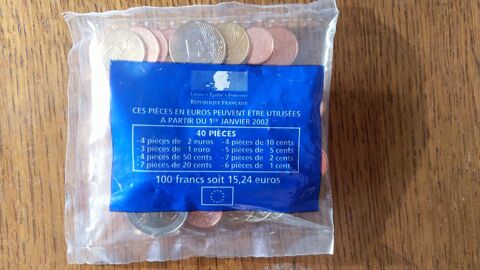 Liberté • Égalité • Fraternité
RÉPUBLIQUE FRANÇAISE
CES PIÈCES EN EUROS PEUVENT ÊTRE UTILISÉES
À PARTIR DU 1ER JANVIER 2002
40 PIÈCES
-4 pièces de 2 euros -4 pièces de 10 cents
-3 pièces de 1 euro -5 pièces de 5 cents
-4 pièces de 50 cents -7 pièces de 2 cents
-7 pièces de 20 cents -6 pièces de 1 cent.
100 francs soit 15,24 euros